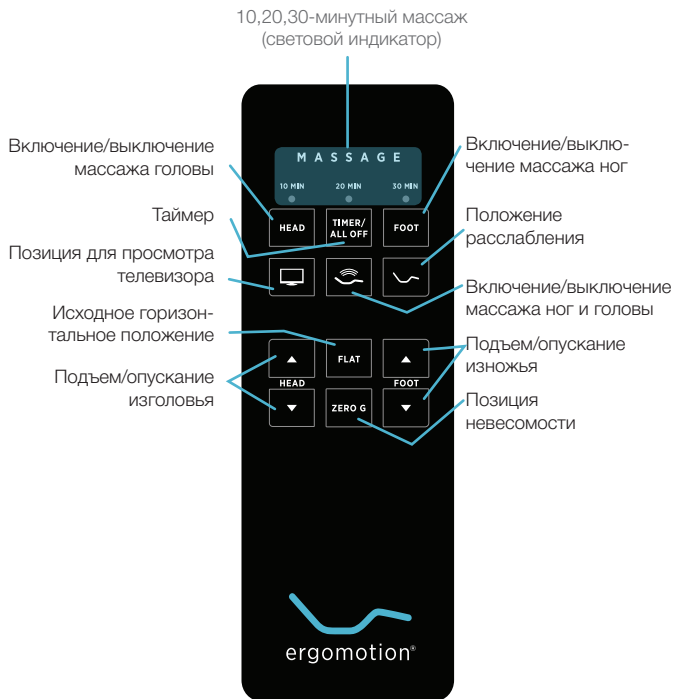 10,20,30-минутный массаж
(световой индикатор)
Включение/выключение
массажа головы
Включение/выклю-
чение массажа ног
MASSAGE
10 MIN 20 MIN 30 MIN
Таймер
HEAD
TIMER/
ALL OFF
FOOT
Положение
расслабления
Позиция для просмотра
телевизора
Включение/выключение
массажа ног и головы
Исходное горизон-
тальное положение
Подъем/опускание
изножья
FLAT
HEAD
FOOT
Подъем/опускание
изголовья
ZERO G
Позиция
невесомости
ergomotion®